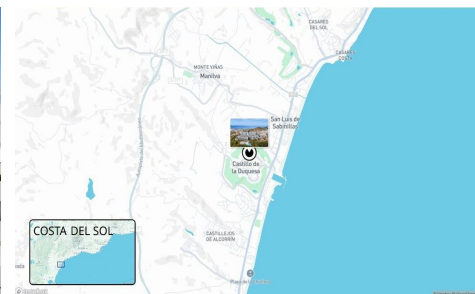 CASARES
DEL SOL
CASARES
COSTA
MONTE VIÑAS
Manilva
San Luis de
Sabinillas
Castillo de
la Duquesa
COSTA DEL SOL
CASTILLEJOS
DE ALCORRÍN
mapbox